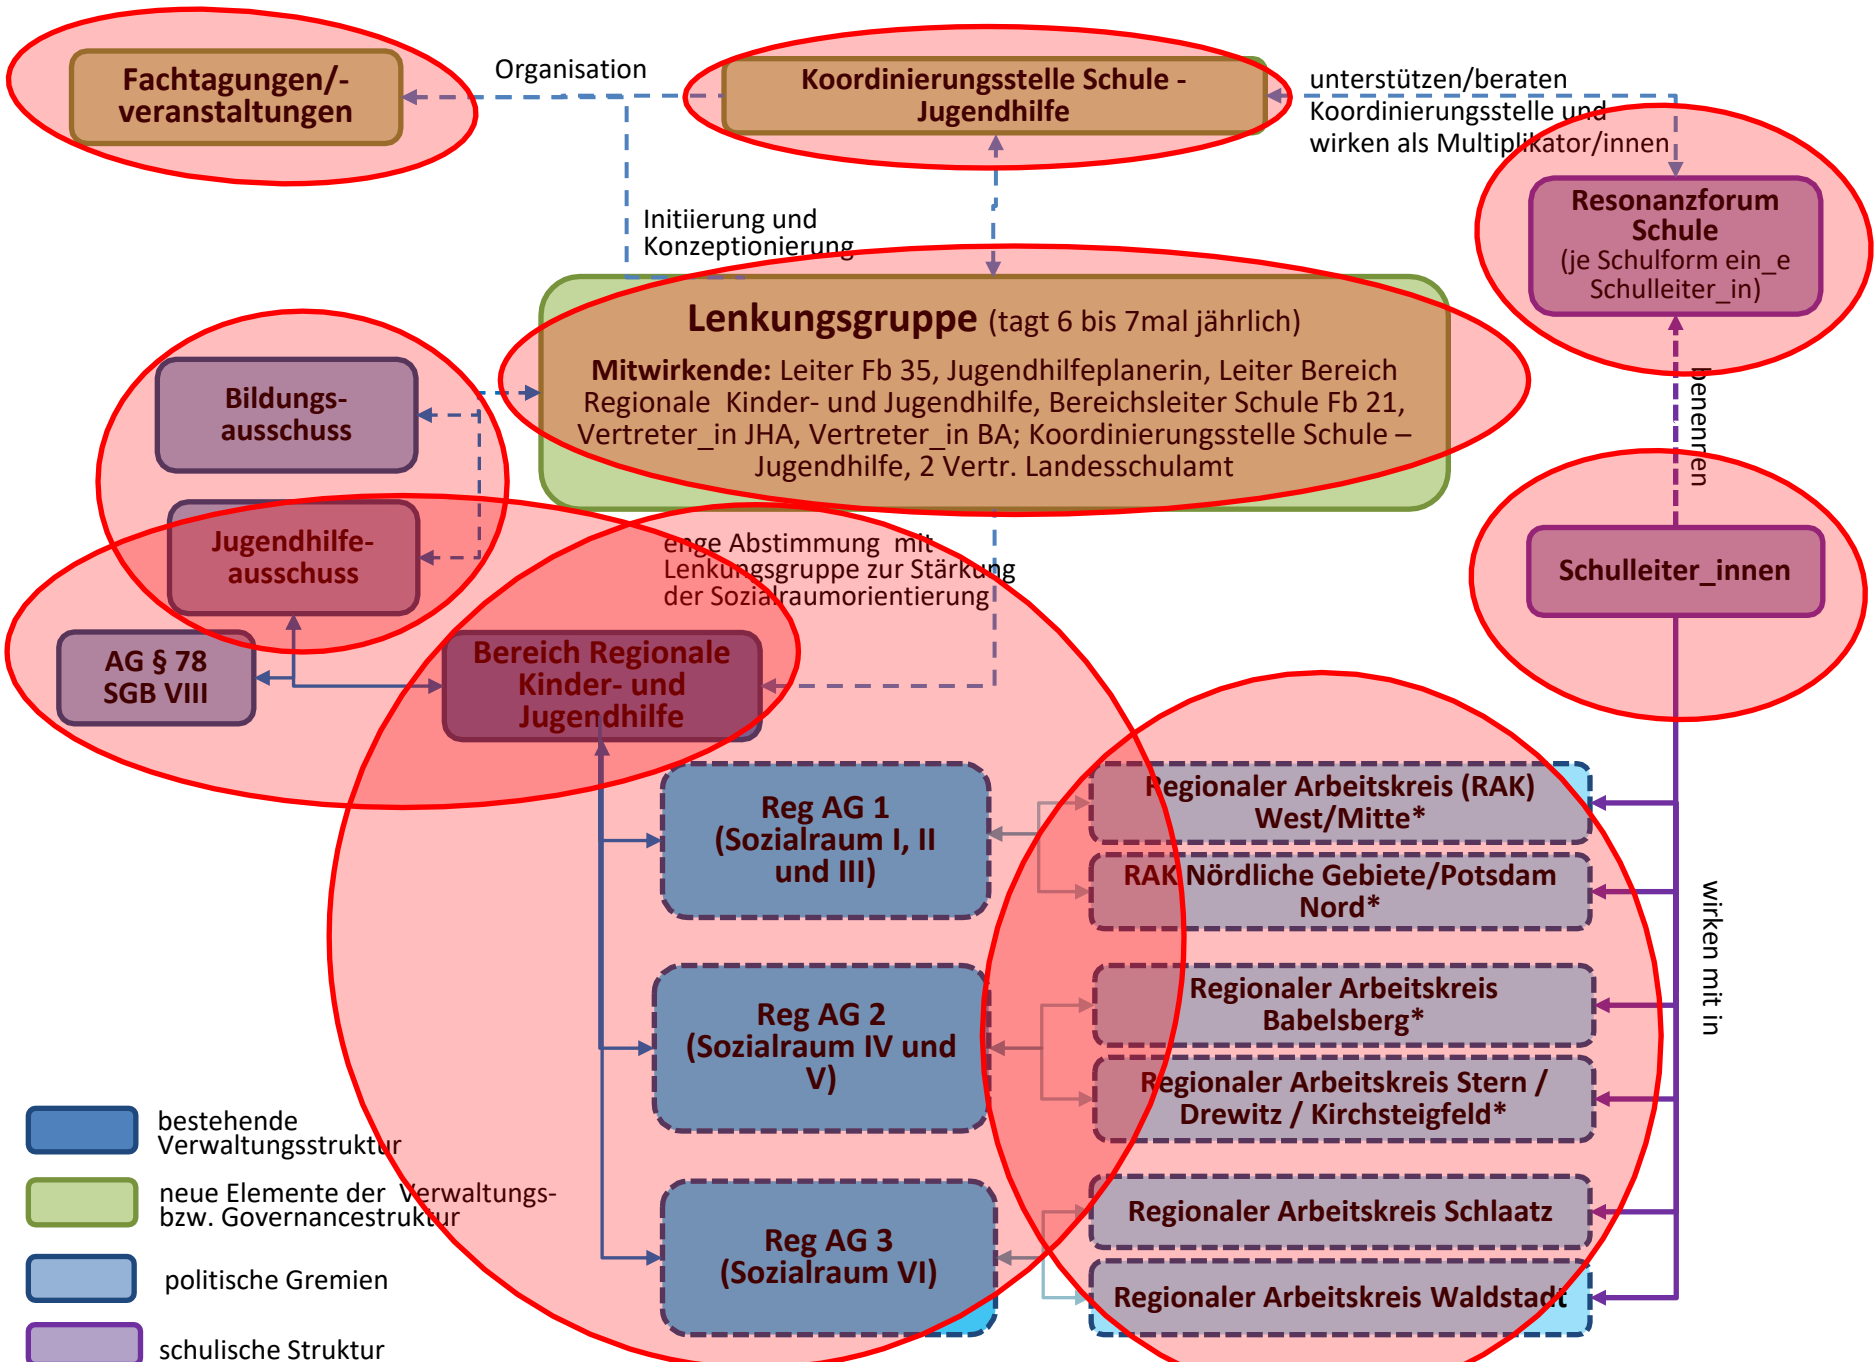 Fachtagungen/-
veranstaltungen
Organisation
Koordinierungsstelle Schule -
Jugendhilfe
unterstützen/beraten
Koordinierungsstelle und
wirken als Multiplikator/innen
Resonanzforum
Schule
(je Schulform ein_e
Schulleiter_in)
Initiierung und
Konzeptionierung
Lenkungsgruppe (tagt 6 bis 7mal jährlich)
Mitwirkende: Leiter Fb 35, Jugendhilfeplanerin, Leiter Bereich
Regionale Kinder- und Jugendhilfe, Bereichsleiter Schule Fb 21,
Vertreter_in JHA, Vertreter_in BA; Koordinierungsstelle Schule –
Jugendhilfe, 2 Vertr. Landesschulamt
Bildungs-
ausschuss
benennen
Jugendhilfe-
ausschuss
enge Abstimmung mit
Lenkungsgruppe zur Stärkung
der Sozialraumorientierung
Schulleiter_innen
AG § 78
SGB VIII
Bereich Regionale
Kinder- und
Jugendhilfe
Reg AG 1
(Sozialraum I, II
und III)
Regionaler Arbeitskreis (RAK)
West/Mitte*
RAK Nördliche Gebiete/Potsdam
Nord*
wirken mit in
Reg AG 2
(Sozialraum IV und
V)
Regionaler Arbeitskreis
Babelsberg*
Regionaler Arbeitskreis Stern /
Drewitz / Kirchsteigfeld*
Reg AG 3
(Sozialraum VI)
Regionaler Arbeitskreis Schlaatz
Regionaler Arbeitskreis Waldstadt
bestehende
Verwaltungsstruktur
neue Elemente der Verwaltungs-
bzw. Governancestruktur
politische Gremien
schulische Struktur